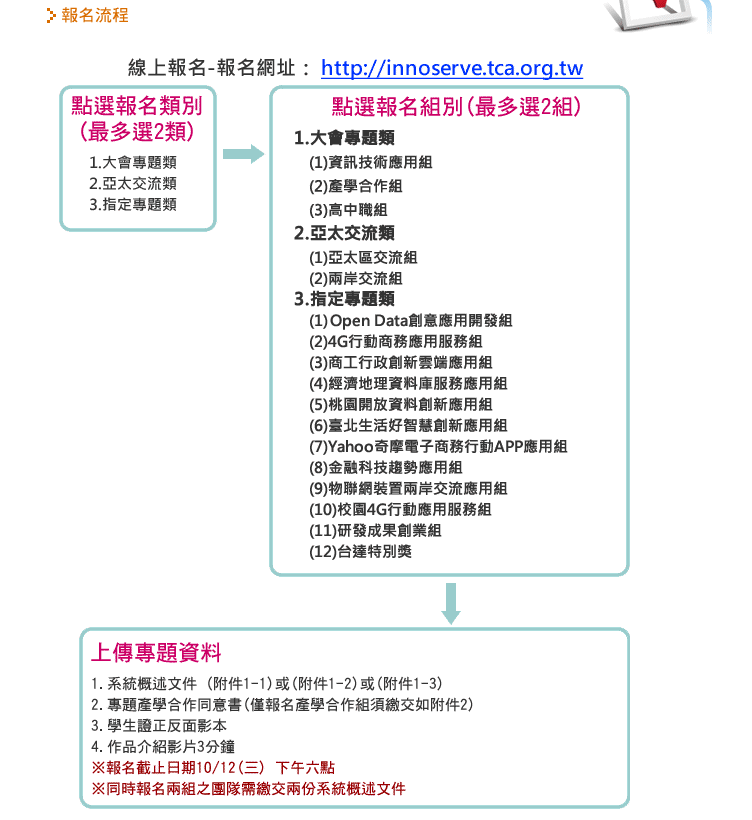 報名流程
線上報名-報名網址： http://innoserve.tca.org.tw
點選報名類別
(最多選2類)
1.大會專題類
2.亞太交流類
3.指定專題類
點選報名組別(最多選2組)
1.大會專題類
(1)資訊技術應用組
(2)產學合作組
(3)高中職組
2.亞太交流類
(1)亞太區交流組
(2)兩岸交流組
3.指定專題類
(1)Open Data創意應用開發組
(2)4G行動商務應用服務組
(3)商工行政創新雲端應用組
(4)經濟地理資料庫服務應用組
(5)桃園開放資料創新應用組
(6)臺北生活好智慧創新應用組
(7)Yahoo奇摩電子商務行動APP應用組
(8)金融科技趨勢應用組
(9)物聯網裝置兩岸交流應用組
(10)校園4G行動應用服務組
(11)研發成果創業組
(12)台達特別獎
上傳專題資料
1. 系統概述文件 (附件1-1)或(附件1-2)或(附件1-3)
2. 專題產學合作同意書(僅報名產學合作組須繳交如附件2)
3. 學生證正反面影本
4. 作品介紹影片3分鐘
※報名截止日期10/12(三) 下午六點
※同時報名兩組之團隊需繳交兩份系統概述文件